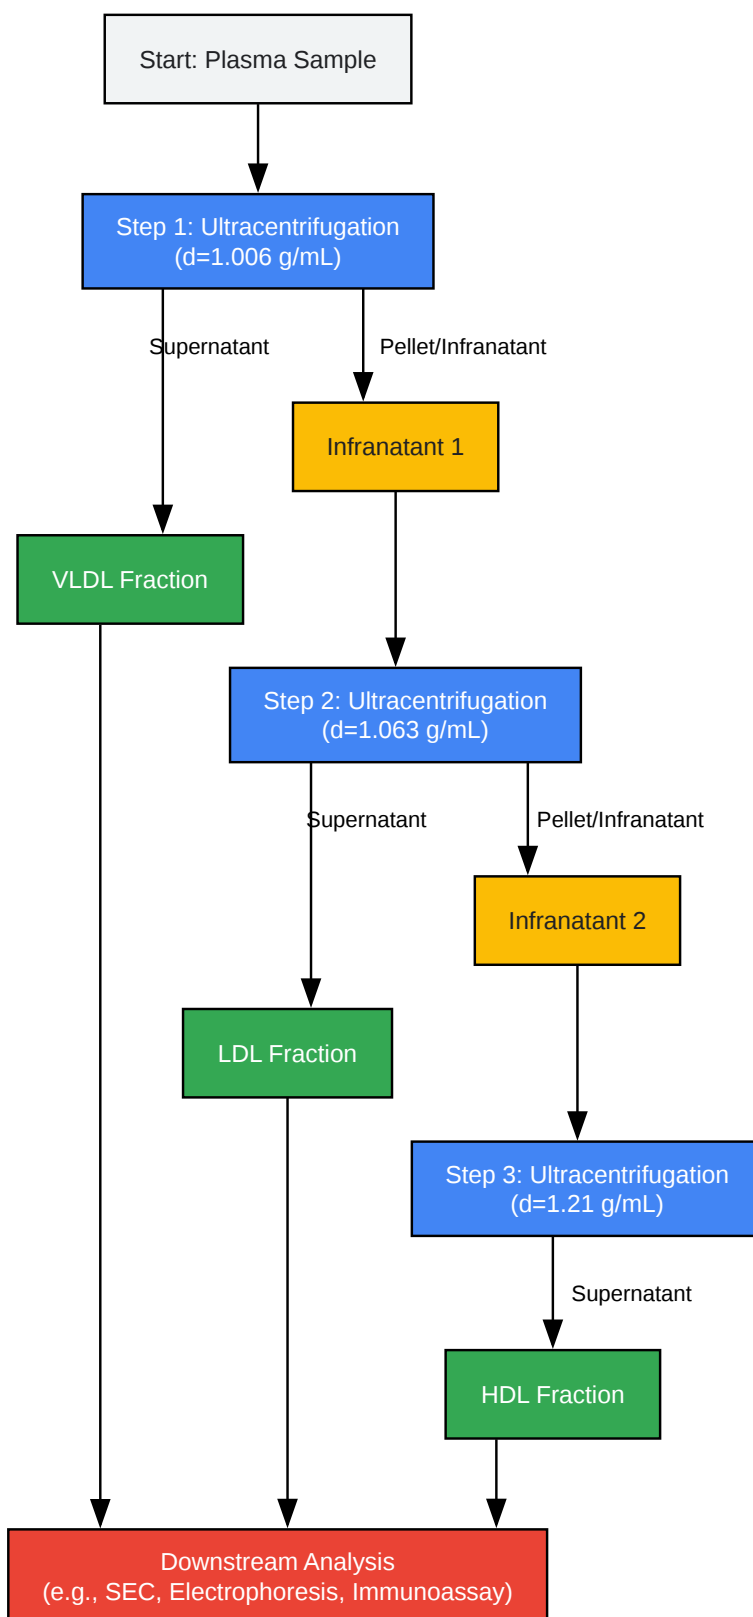 Start: Plasma Sample
Step 1: Ultracentrifugation
(d=1.006 g/mL)
Supernatant
Pellet/Infranatant
Infranatant 1
VLDL Fraction
Step 2: Ultracentrifugation
(d=1.063 g/mL)
Supernatant
Pellet/Infranatant
Infranatant 2
LDL Fraction
Step 3: Ultracentrifugation
(d=1.21 g/mL)
Supernatant
HDL Fraction
Downstream Analysis
(e.g., SEC, Electrophoresis, Immunoassay)